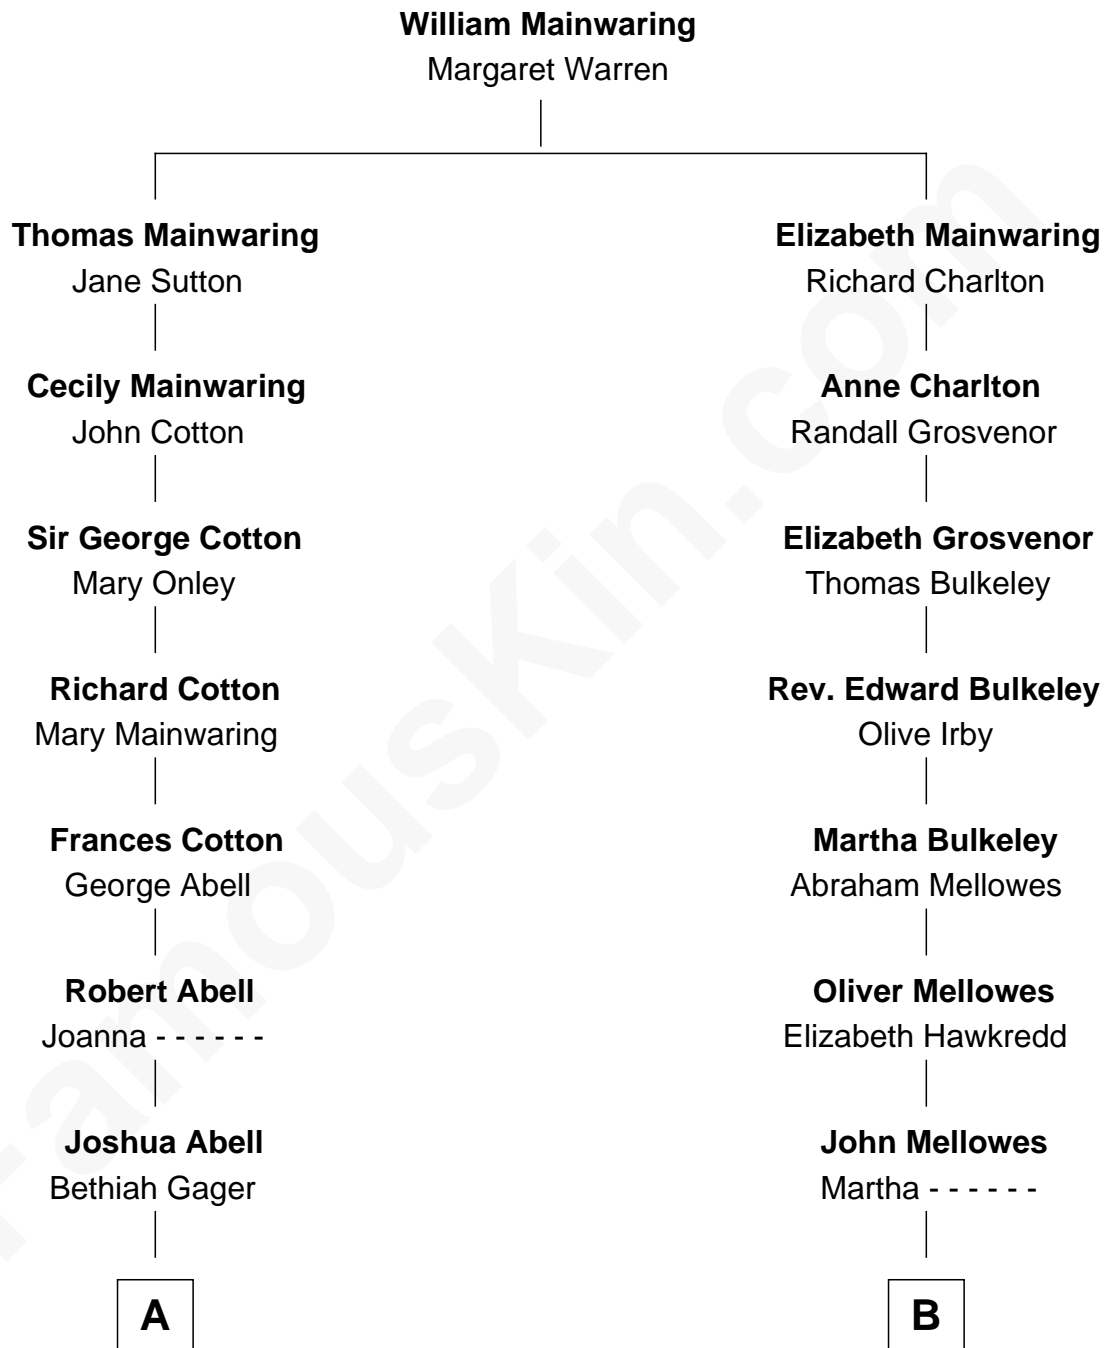 William Mainwaring
Margaret Warren
Thomas Mainwaring
Jane Sutton
Cecily Mainwaring
John Cotton
Sir George Cotton
Mary Onley
Richard Cotton
Mary Mainwaring
Frances Cotton
George Abell
Robert Abell
Joanna - - - - - -
Joshua Abell
Bethiah Gager
A
Elizabeth Mainwaring
Richard Charlton
Anne Charlton
Randall Grosvenor
Elizabeth Grosvenor
Thomas Bulkeley
Rev. Edward Bulkeley
Olive Irby
Martha Bulkeley
Abraham Mellowes
Oliver Mellowes
Elizabeth Hawkredd
John Mellowes
Martha - - - - - -
B
FamousKin.com